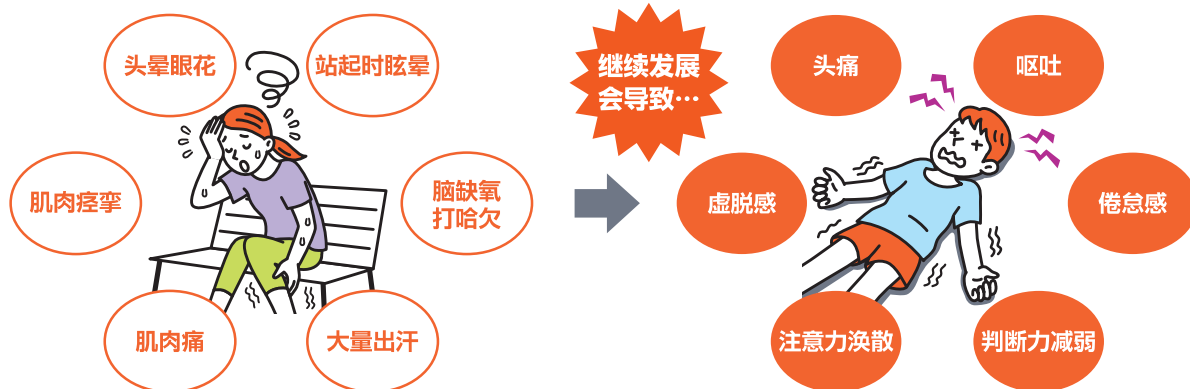 头晕眼花
站起时眩晕
肌肉痉挛
脑缺氧
打哈欠
肌肉痛
大量出汗
继续发展
会导致…
头痛
呕吐
虚脱感
倦怠感
注意力涣散
判断力减弱